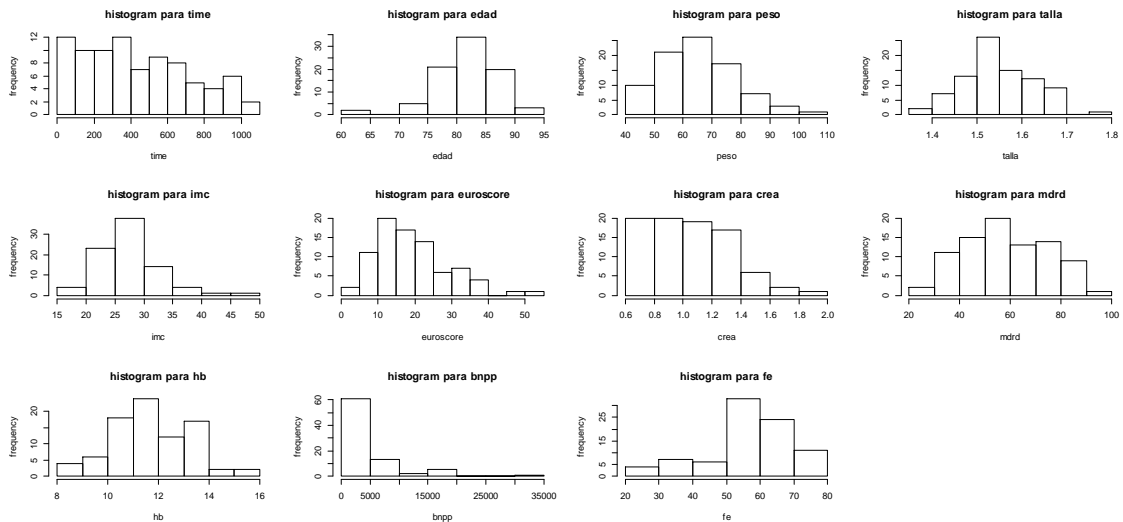 histogram para time
frequency
2 4 6 8 12
0 200 400 600 800 1000
time
histogram para edad
frequency
0 10 20 30
60 65 70 75 80 85 90 95
edad
histogram para peso
frequency
0 5 10 20
40 50 60 70 80 90 100 110
peso
histogram para talla
frequency
0 5 10 20
1.4 1.5 1.6 1.7 1.8
talla
histogram para imc
frequency
0 10 20 30
15 20 25 30 35 40 45 50
imc
histogram para euroscore
frequency
0 5 10 15 20
0 10 20 30 40 50
euroscore
histogram para crea
frequency
0 5 10 15 20
0.6 0.8 1.0 1.2 1.4 1.6 1.8 2.0
crea
histogram para mdrd
frequency
0 5 10 15 20
20 40 60 80 100
mdrd
histogram para hb
frequency
0 5 10 20
8 10 12 14 16
hb
histogram para bnpp
frequency
0 20 40 60
0 5000 15000 25000 35000
bnpp
histogram para fe
frequency
0 5 15 25
20 30 40 50 60 70 80
fe